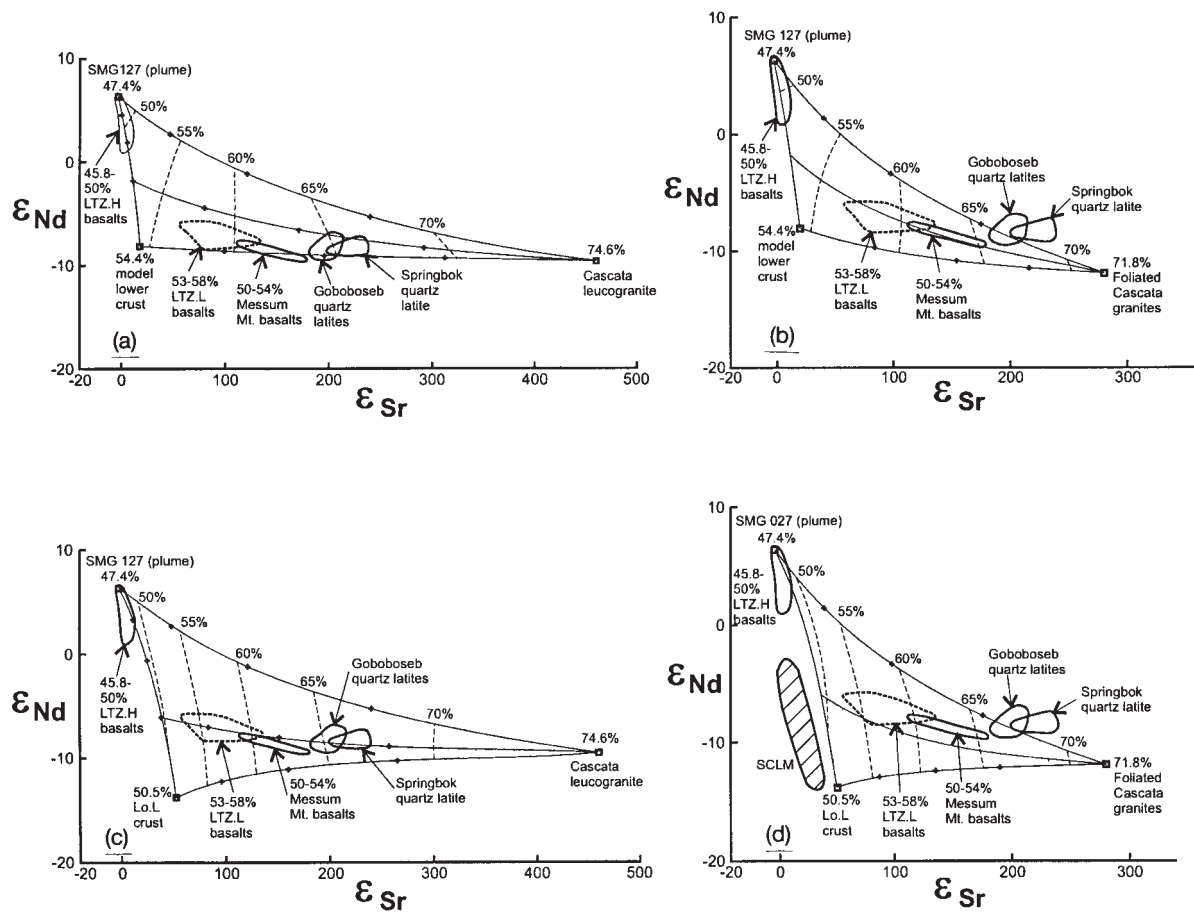 10
SMG127 (plume)
47.4%
50%
55%
60%
65%
70%
0
45.8-
50%
LTZ.H
basalts
εNd
-10
54.4%
model
lower
crust
53-58%
LTZ.L
basalts
50-54%
Messum
Mt. basalts
Goboboseb
quartz
latites
Springbok
quartz
latite
74.6%
Cascata
leucogranite
(a)
-20
-20
0
100
200
300
400
500
εSr
10
SMG 127 (plume)
47.4%
50%
55%
60%
65%
70%
0
45.8-
50%
LTZ.H
basalts
Goboboseb
quartz latites
Springbok
quartz latite
εNd
-10
54.4%
model
lower
crust
53-58%
LTZ.L
basalts
50-54%
Messum
Mt. basalts
71.8%
Foliated
Cascata
granites
(b)
-20
-20
0
100
200
300
εSr
10
SMG 127 (plume)
47.4%
50%
55%
60%
65%
70%
0
45.8-
50%
LTZ.H
basalts
Goboboseb
quartz latites
εNd
-10
50.5%
Lo.L
crust
53-58%
LTZ.L
basalts
50-54%
Messum
Mt. basalts
Springbok
quartz latite
74.6%
Cascata
leucogranite
(c)
-20
-20
0
100
200
300
400
500
εSr
10
SMG 027 (plume)
47.4%
50%
55%
60%
65%
70%
0
45.8-
50%
LTZ.H
basalts
Goboboseb
quartz latites
Springbok
quartz latite
εNd
-10
SCLM
50.5%
Lo.L
crust
53-58%
LTZ.L
basalts
50-54%
Messum
Mt. basalts
71.8%
Foliated
Cascata
granites
(d)
-20
-20
0
100
200
300
εSr